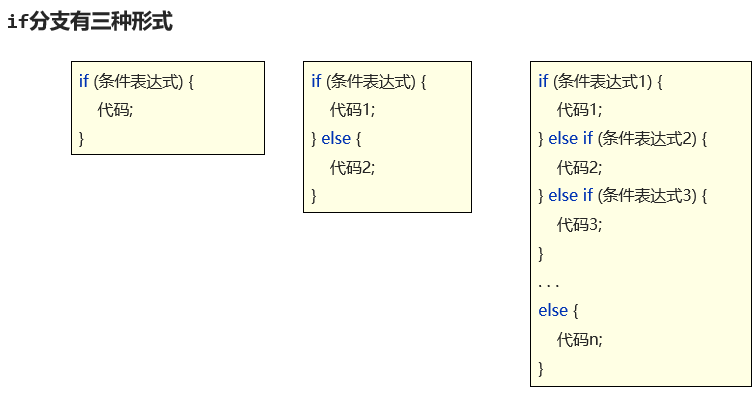 if分支有三种形式
if (条件表达式) {
代码;
}
if (条件表达式) {
代码1;
} else {
代码2;
}
if (条件表达式1) {
代码1;
} else if (条件表达式2) {
代码2;
} else if (条件表达式3) {
代码3;
}
. . .
else {
代码n;
}